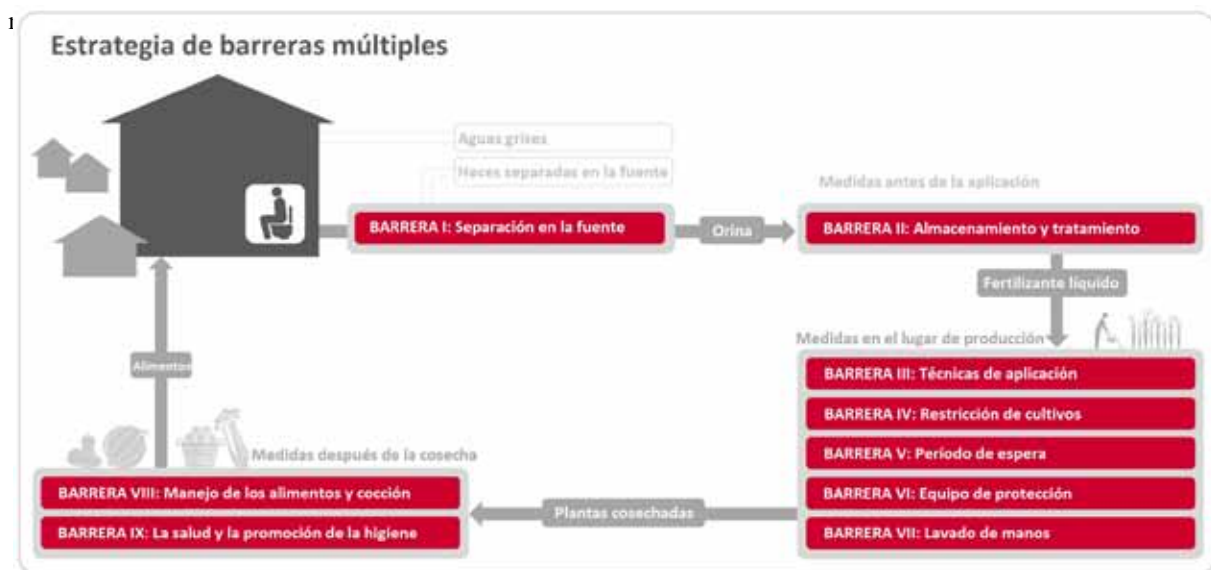 1
Estrategia de barreras múltiples
Aguas grises
Heces separadas en la fuente
Medidas antes de la aplicación
BARRERA I: Separación en la fuente
Orina
BARRERA II: Almacenamiento y tratamiento
Fertilizante líquido
Medidas en el lugar de producción
BARRERA III: Técnicas de aplicación
Alimentos
BARRERA IV: Restricción de cultivos
Medidas después de la cosecha
BARRERA V: Período de espera
BARRERA VIII: Manejo de los alimentos y cocción
BARRERA VI: Equipo de protección
Plantas cosechadas
BARRERA IX: La salud y la promoción de la higiene
BARRERA VII: Lavado de manos